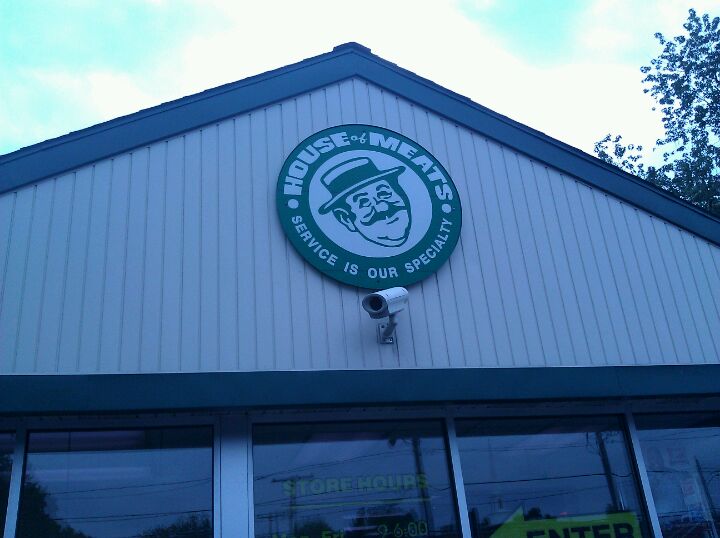 HOUSE of MEATS
SERVICE IS OUR SPECIALTY
STORE HOURS
ENTER